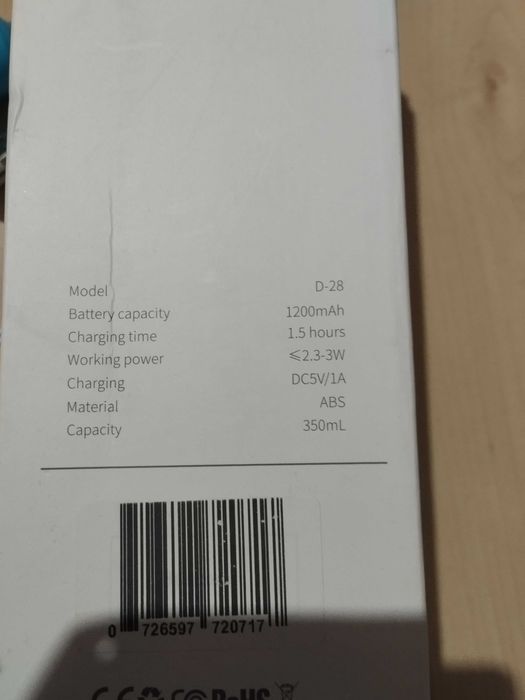 Model D-28
Battery capacity 1200mAh
Charging time 1.5 hours
Working power ⩽2.3-3W
Charging DC5V/1A
Material ABS
Capacity 350mL
0 726597 720717